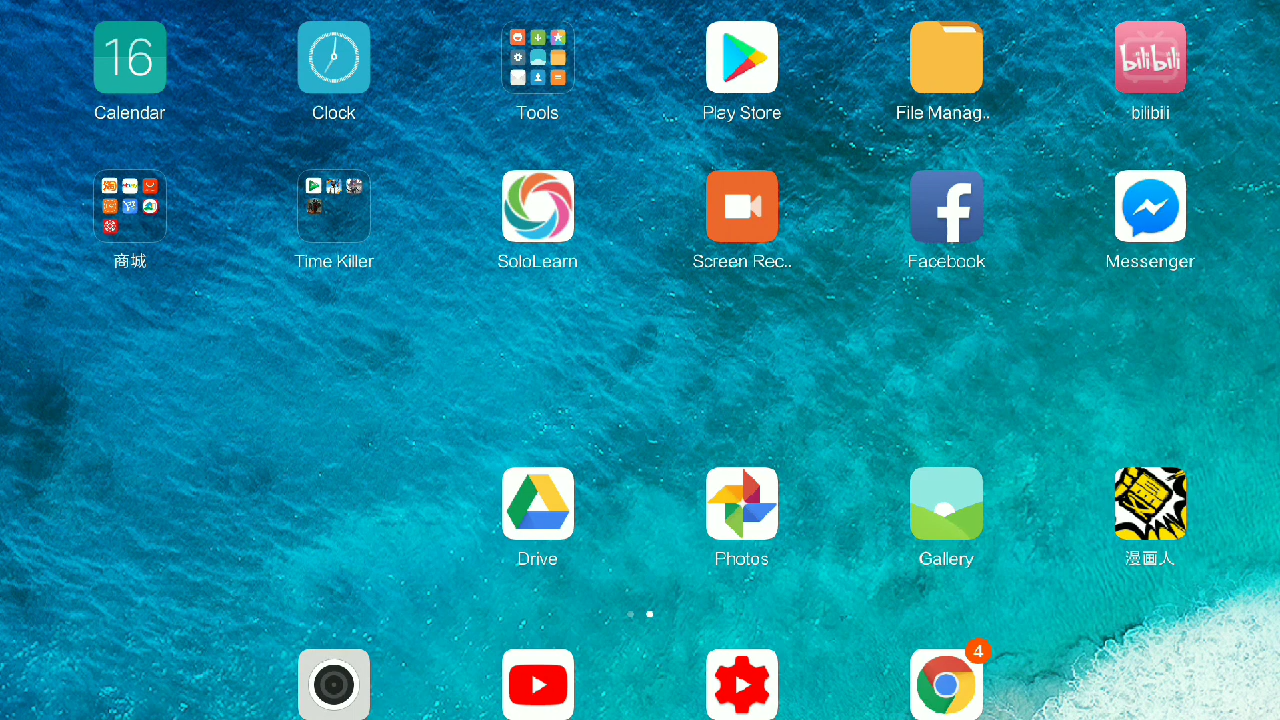 16
Calendar
Clock
Tools
Play Store
File Manag..
bilibili
bilibili
商城
Time Killer
SoloLearn
Screen Rec..
Facebook
Messenger
Drive
Photos
Gallery
漫画人
4